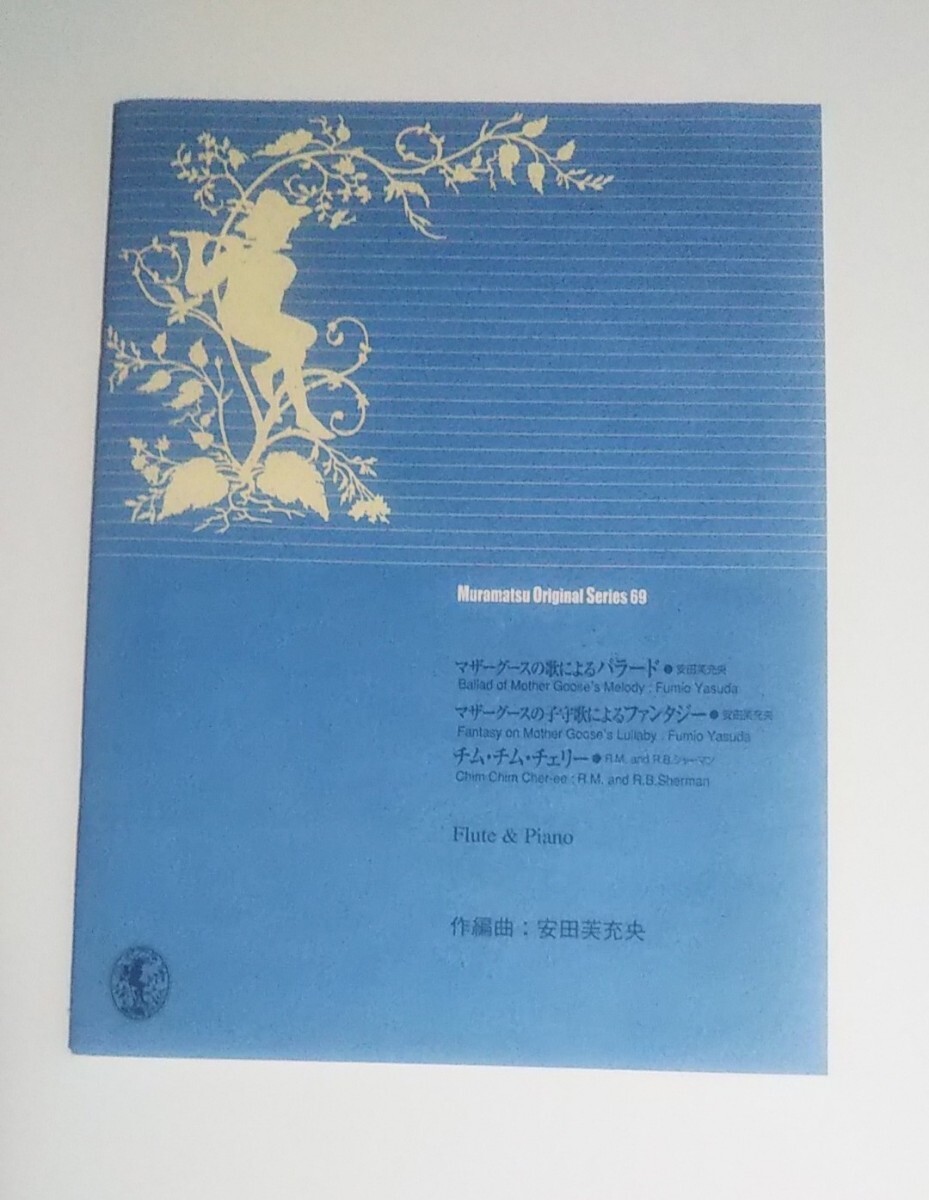 Muramatsu Original Series 69
マザーグースの歌によるバラード ● 安田芙充央
Ballad of Mother Goose's Melody : Fumio Yasuda
マザーグースの子守歌によるファンタジー ● 安田芙充央
Fantasy on Mother Goose's Lullaby : Fumio Yasuda
チム・チム・チェリー ● R.M. and R.B.シャーマン
Chim Chim Cher-ee : R.M. and R.B.Sherman
Flute & Piano
作編曲：安田芙充央